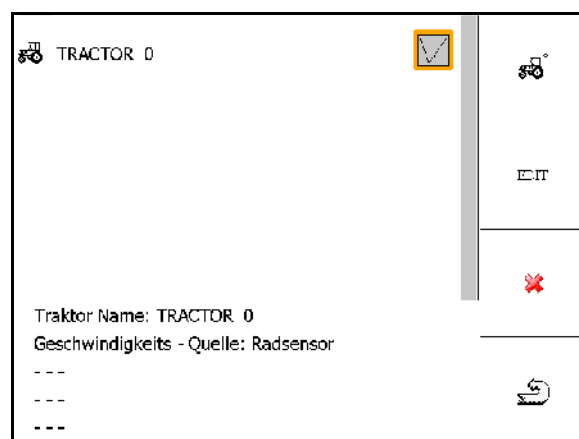 TRACTOR 0
EDIT
Traktor Name: TRACTOR 0
Geschwindigkeits - Quelle: Radsensor
---
---
---